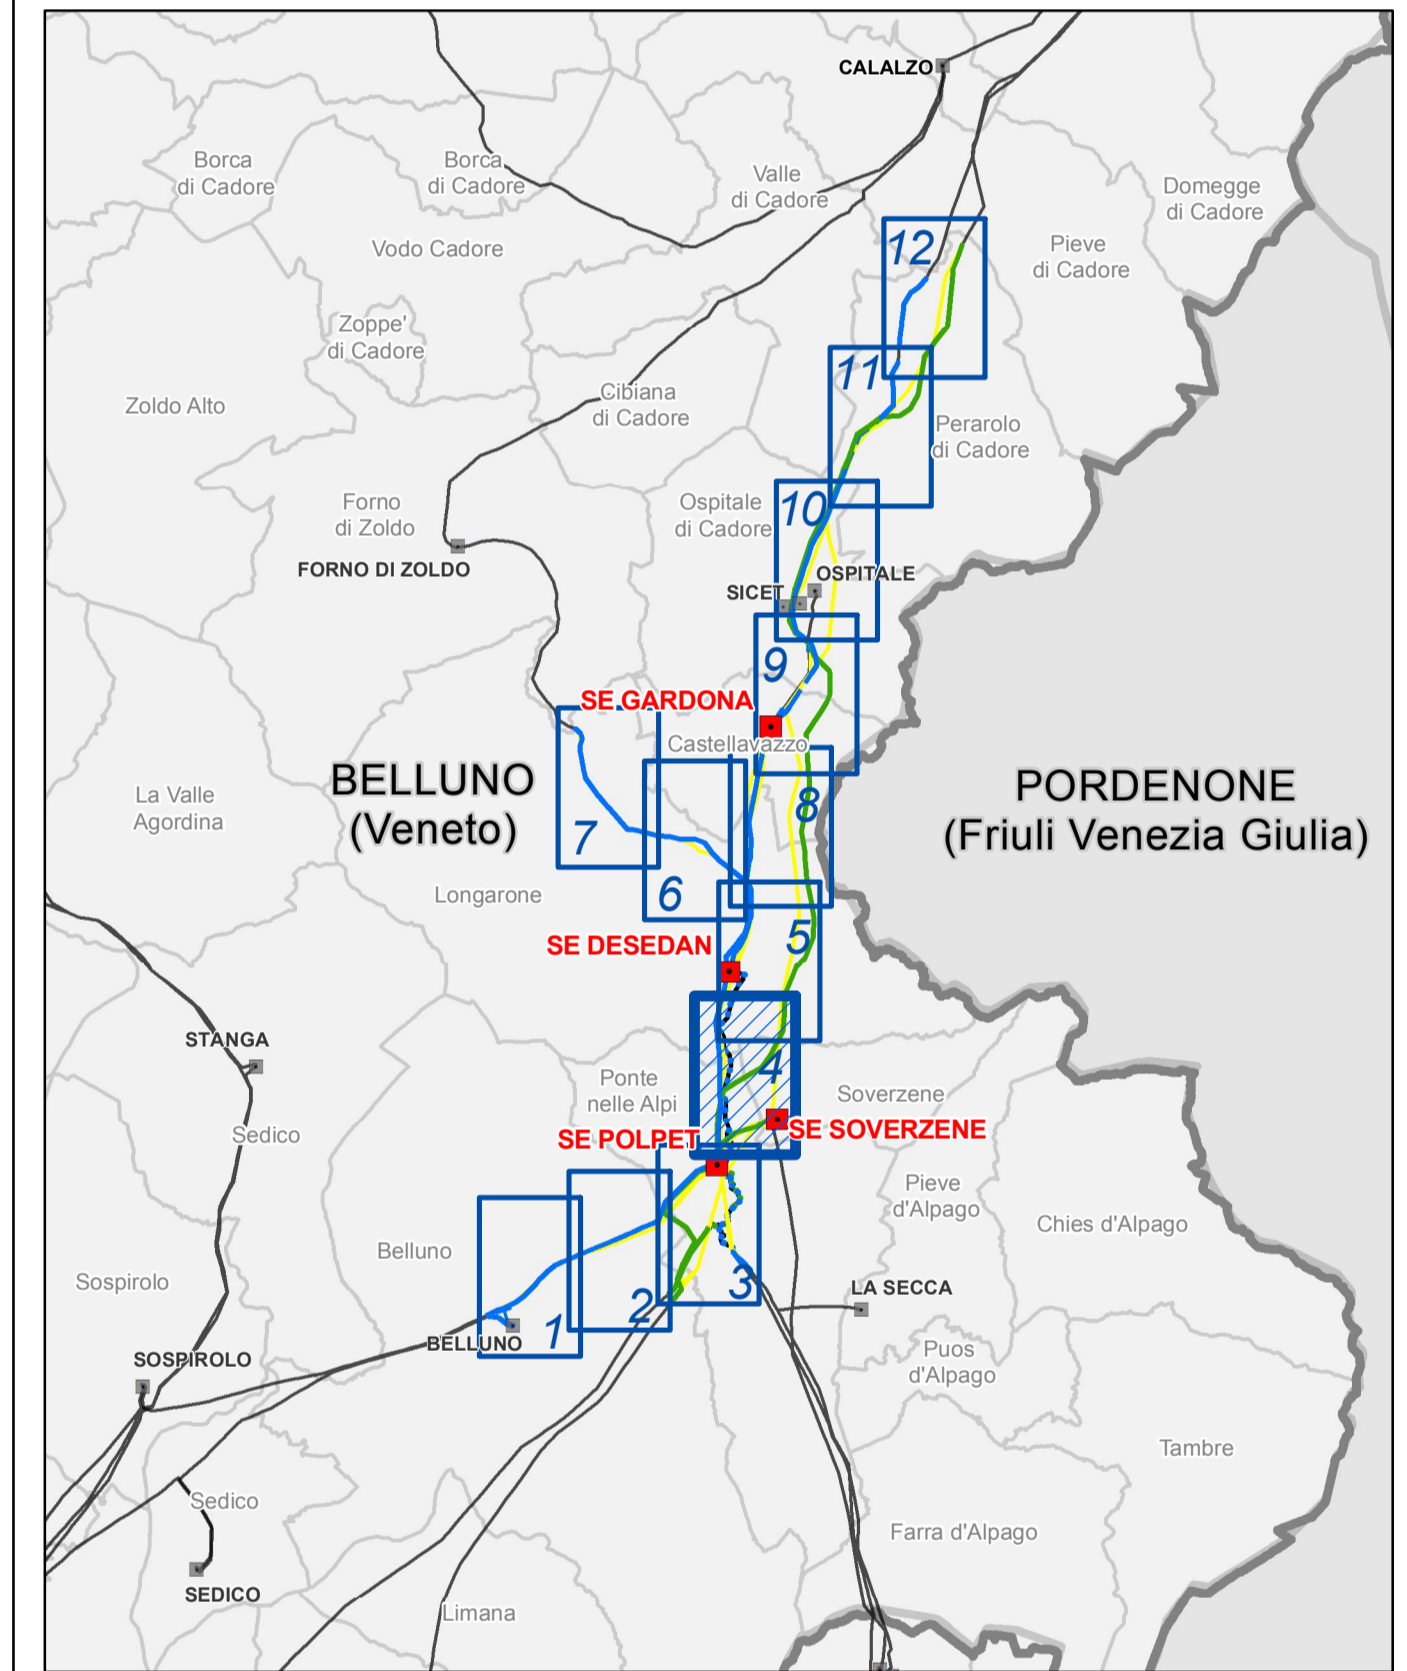 CALALZO
Borca
di Cadore
Borca
di Cadore
Valle
di Cadore
Domegge
di Cadore
Vodo Cadore
12
Pieve
di Cadore
Zoppe'
di Cadore
11
Zoldo Alto
Cibiana
di Cadore
Perarolo
di Cadore
Forno
di Zoldo
Ospitale
di Cadore
10
FORNO DI ZOLDO
OSPITALE
SICET
9
SE GARDONA
Castellavazzo
BELLUNO
(Veneto)
PORDENONE
(Friuli Venezia Giulia)
La Valle
Agordina
8
7
Longarone
6
5
SE DESEDAN
STANGA
4
Ponte
nelle Alpi
Soverzene
Sedico
SE POLPET
SE SOVERZENE
Pieve
d'Alpago
Chies d'Alpago
Belluno
Sospirolo
3
LA SECCA
2
1
BELLUNO
SOSPIROLO
Puos
d'Alpago
Tambre
Sedico
Farra d'Alpago
SEDICO
Limana